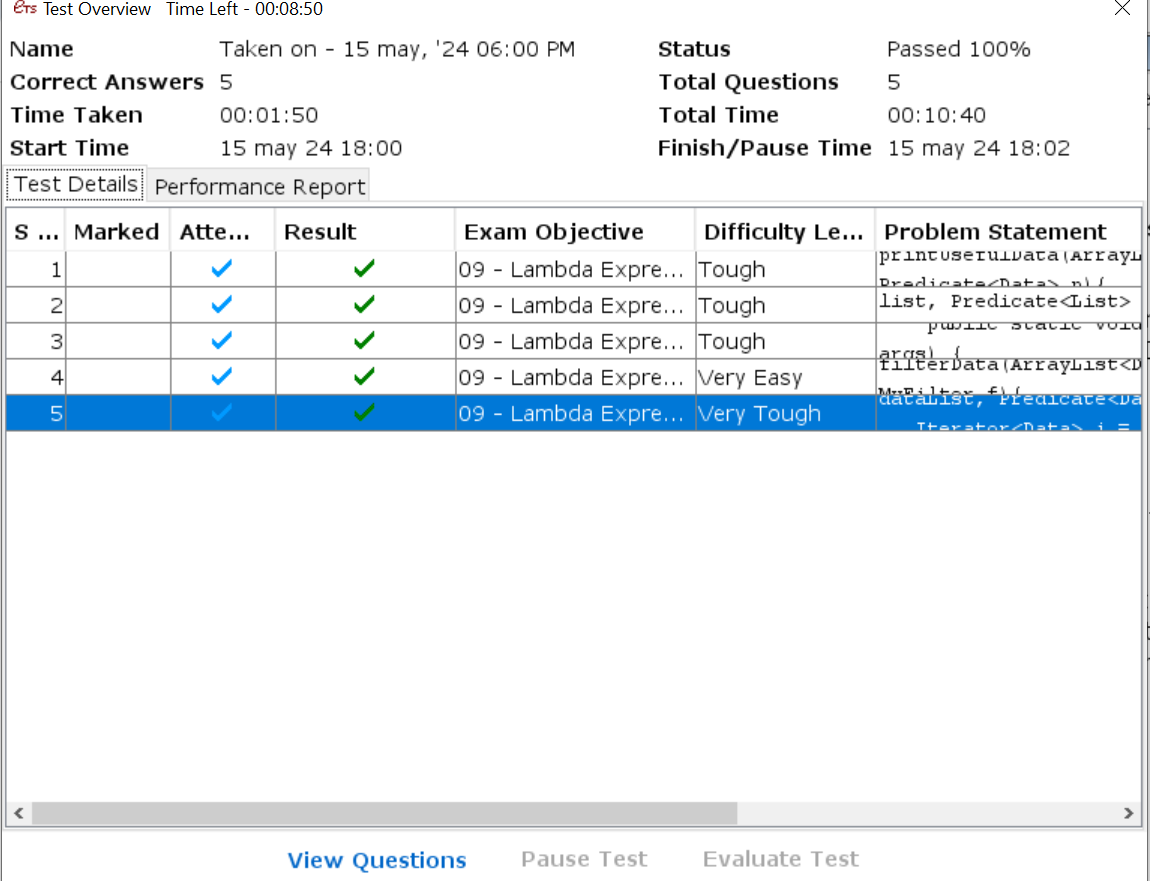 eTS Test Overview Time Left - 00:08:50
Name Taken on - 15 may, '24 06:00 PM Status Passed 100%
Correct Answers 5 Total Questions 5
Time Taken 00:01:50 Total Time 00:10:40
Start Time 15 may 24 18:00 Finish/Pause Time 15 may 24 18:02
Test Details Performance Report
S ... Marked Atte... Result Exam Objective Difficulty Le... Problem Statement
1 09 - Lambda Expre... Tough printUsefulData(ArrayL
Predicate<Data> p){
2 09 - Lambda Expre... Tough list, Predicate<List>
3 09 - Lambda Expre... Tough public static void
args) {
4 09 - Lambda Expre... Very Easy filterData(ArrayList<D
MyFilter f){
5 09 - Lambda Expre... Very Tough dataList, Predicate<Da
Iterator<Data> i =
View Questions Pause Test Evaluate Test